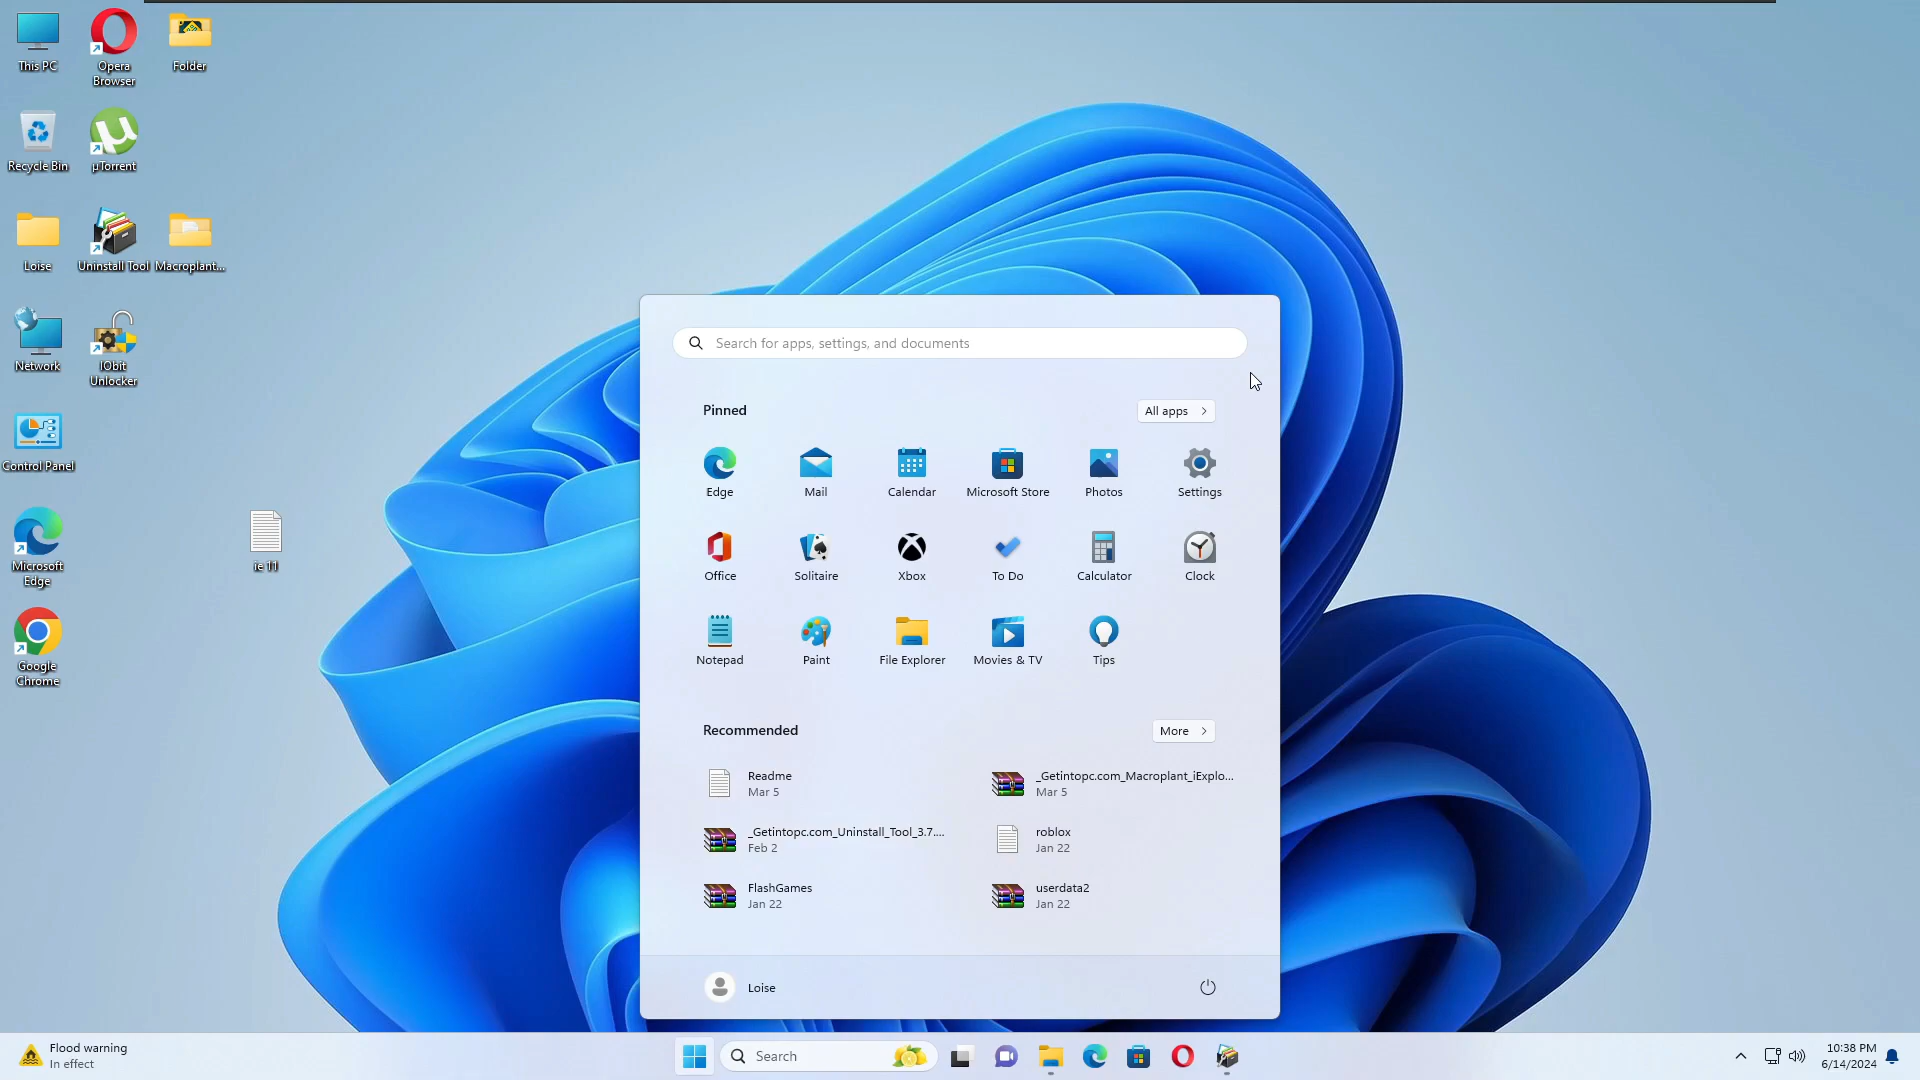 This PC
Opera
Browser
Folder
Recycle Bin
µTorrent
Loise
Uninstall Tool
Macroplant...
Network
IObit
Unlocker
Control Panel
Microsoft
Edge
ie 11
Google
Chrome
Search for apps, settings, and documents
Pinned
All apps
Edge
Mail
Calendar
Microsoft Store
Photos
Settings
Office
Solitaire
Xbox
To Do
Calculator
Clock
Notepad
Paint
File Explorer
Movies & TV
Tips
Recommended
More
Readme
Mar 5
_Getintopc.com_Macroplant_iExplo...
Mar 5
_Getintopc.com_Uninstall_Tool_3.7....
Feb 2
roblox
Jan 22
FlashGames
Jan 22
userdata2
Jan 22
Loise
Flood warning
In effect
Search
10:38 PM
6/14/2024